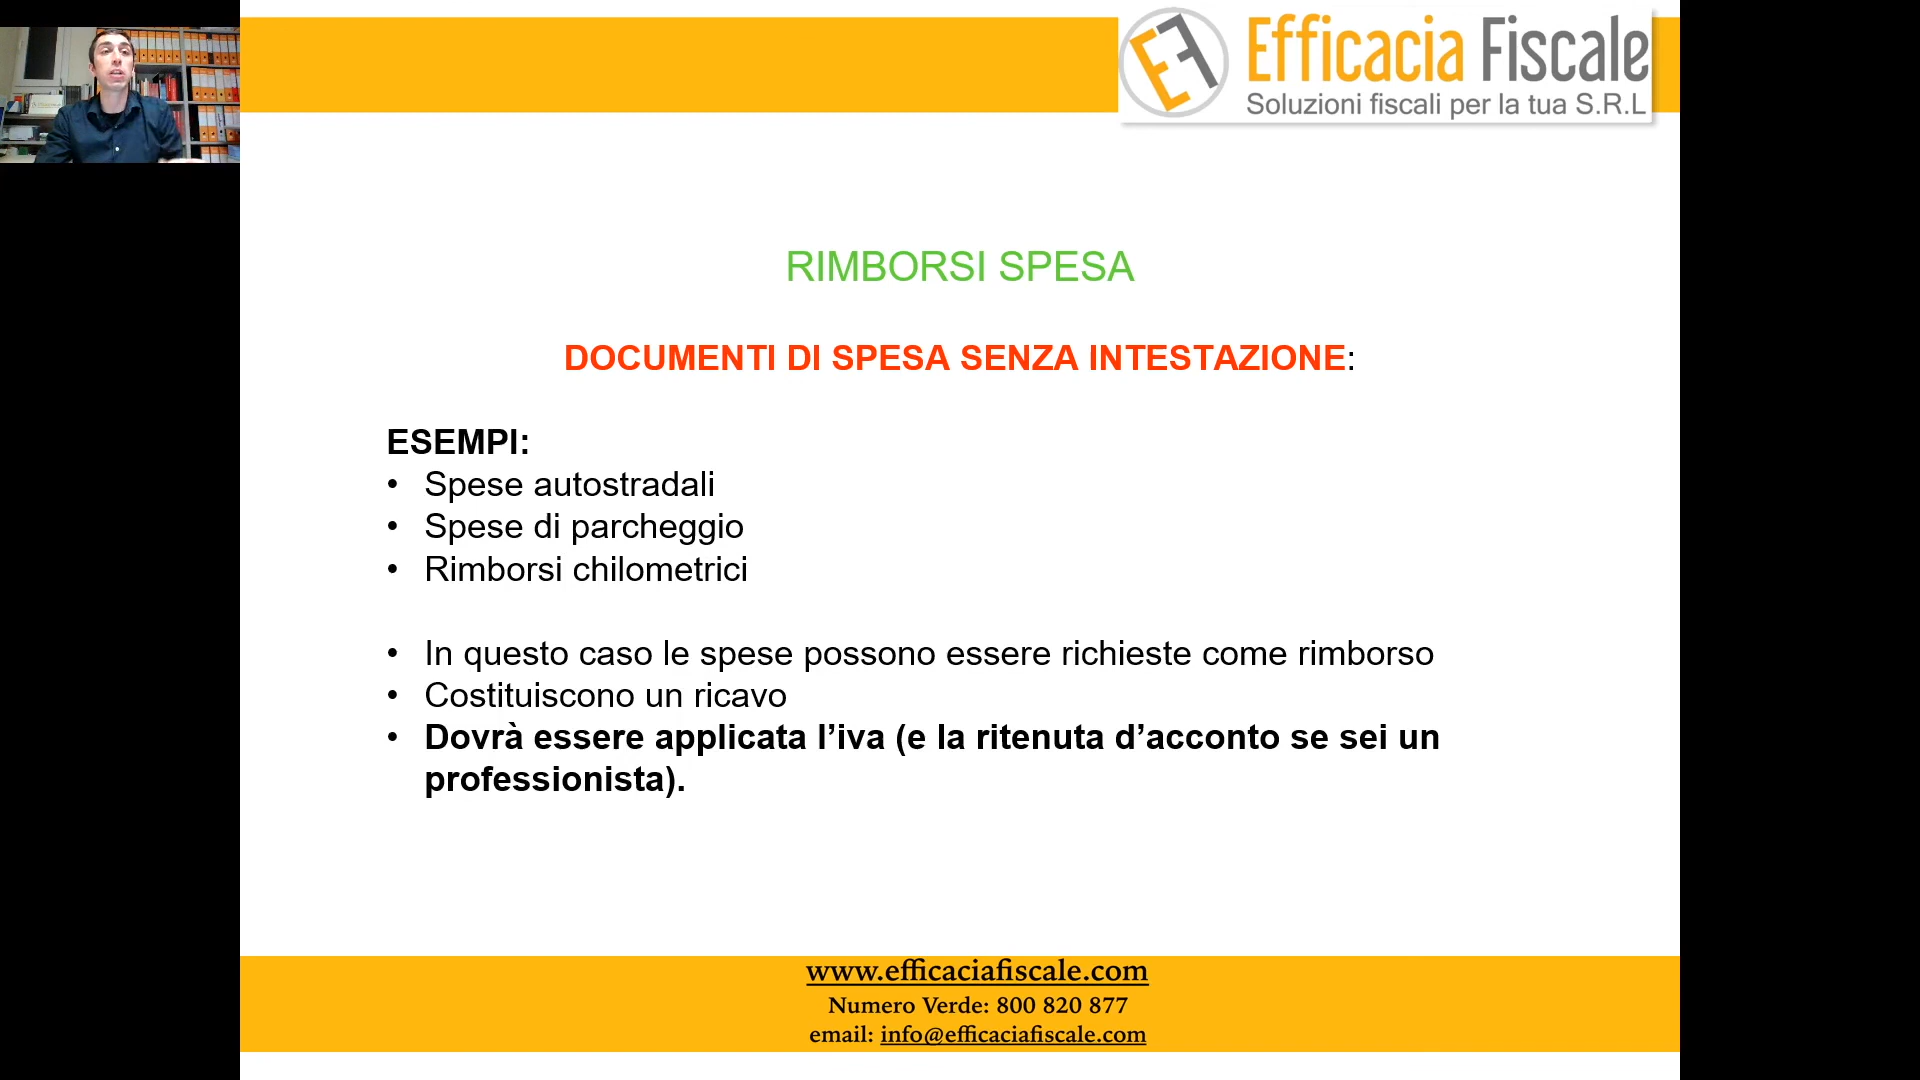 Efficacia Fiscale
Soluzioni fiscali per la tua S.R.L
RIMBORSI SPESA
DOCUMENTI DI SPESA SENZA INTESTAZIONE:
ESEMPI:
• Spese autostradali
• Spese di parcheggio
• Rimborsi chilometrici
• In questo caso le spese possono essere richieste come rimborso
• Costituiscono un ricavo
• Dovrà essere applicata l’iva (e la ritenuta d’acconto se sei un
professionista).
www.efficaciafiscale.com
Numero Verde: 800 820 877
email: info@efficaciafiscale.com